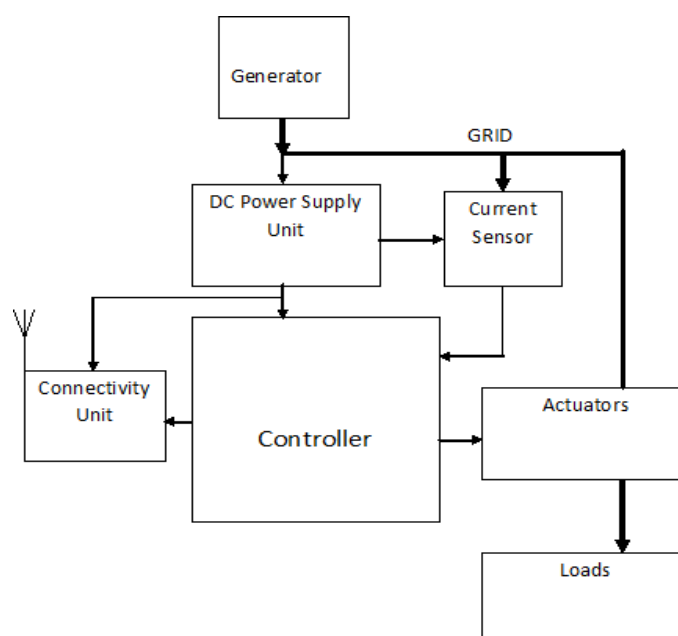 Generator
GRID
DC Power Supply
Unit
Current
Sensor
Connectivity
Unit
Controller
Actuators
Loads